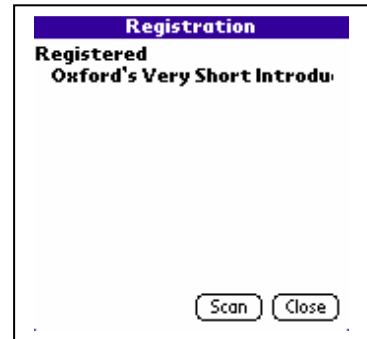 Registration
Registered
Oxford's Very Short Introdu
Scan Close